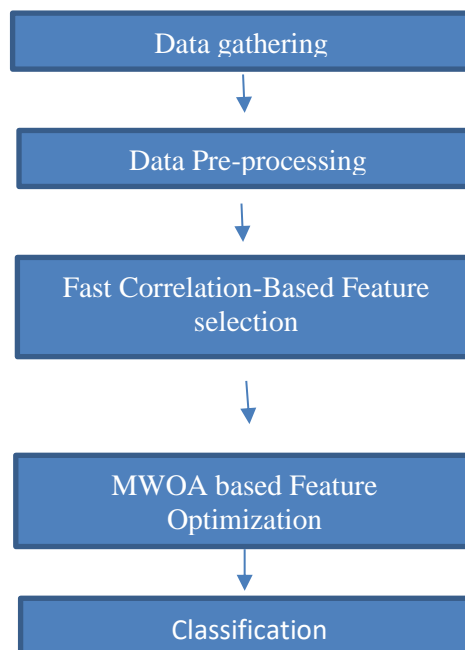 Data gathering
Data Pre-processing
Fast Correlation-Based Feature
selection
MWOA based Feature
Optimization
Classification